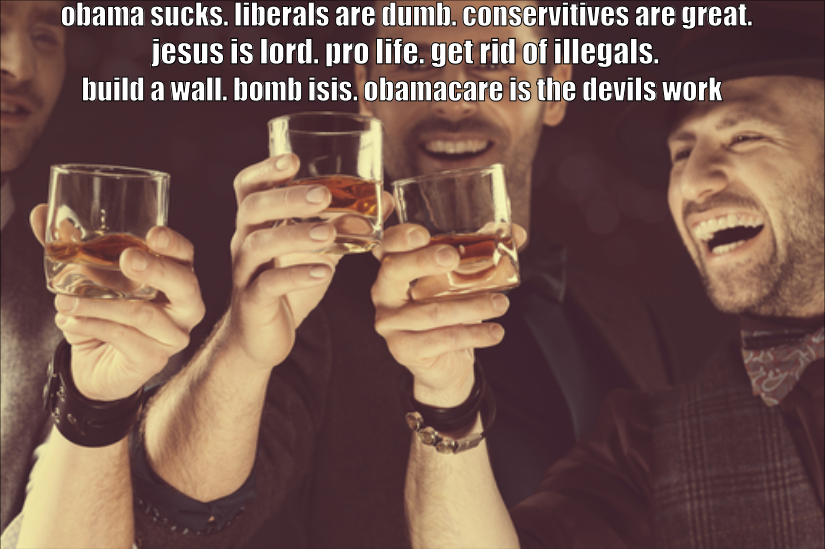 obama sucks. liberals are dumb. conservitives are great.
jesus is lord. pro life. get rid of illegals.
build a wall. bomb isis. obamacare is the devils work